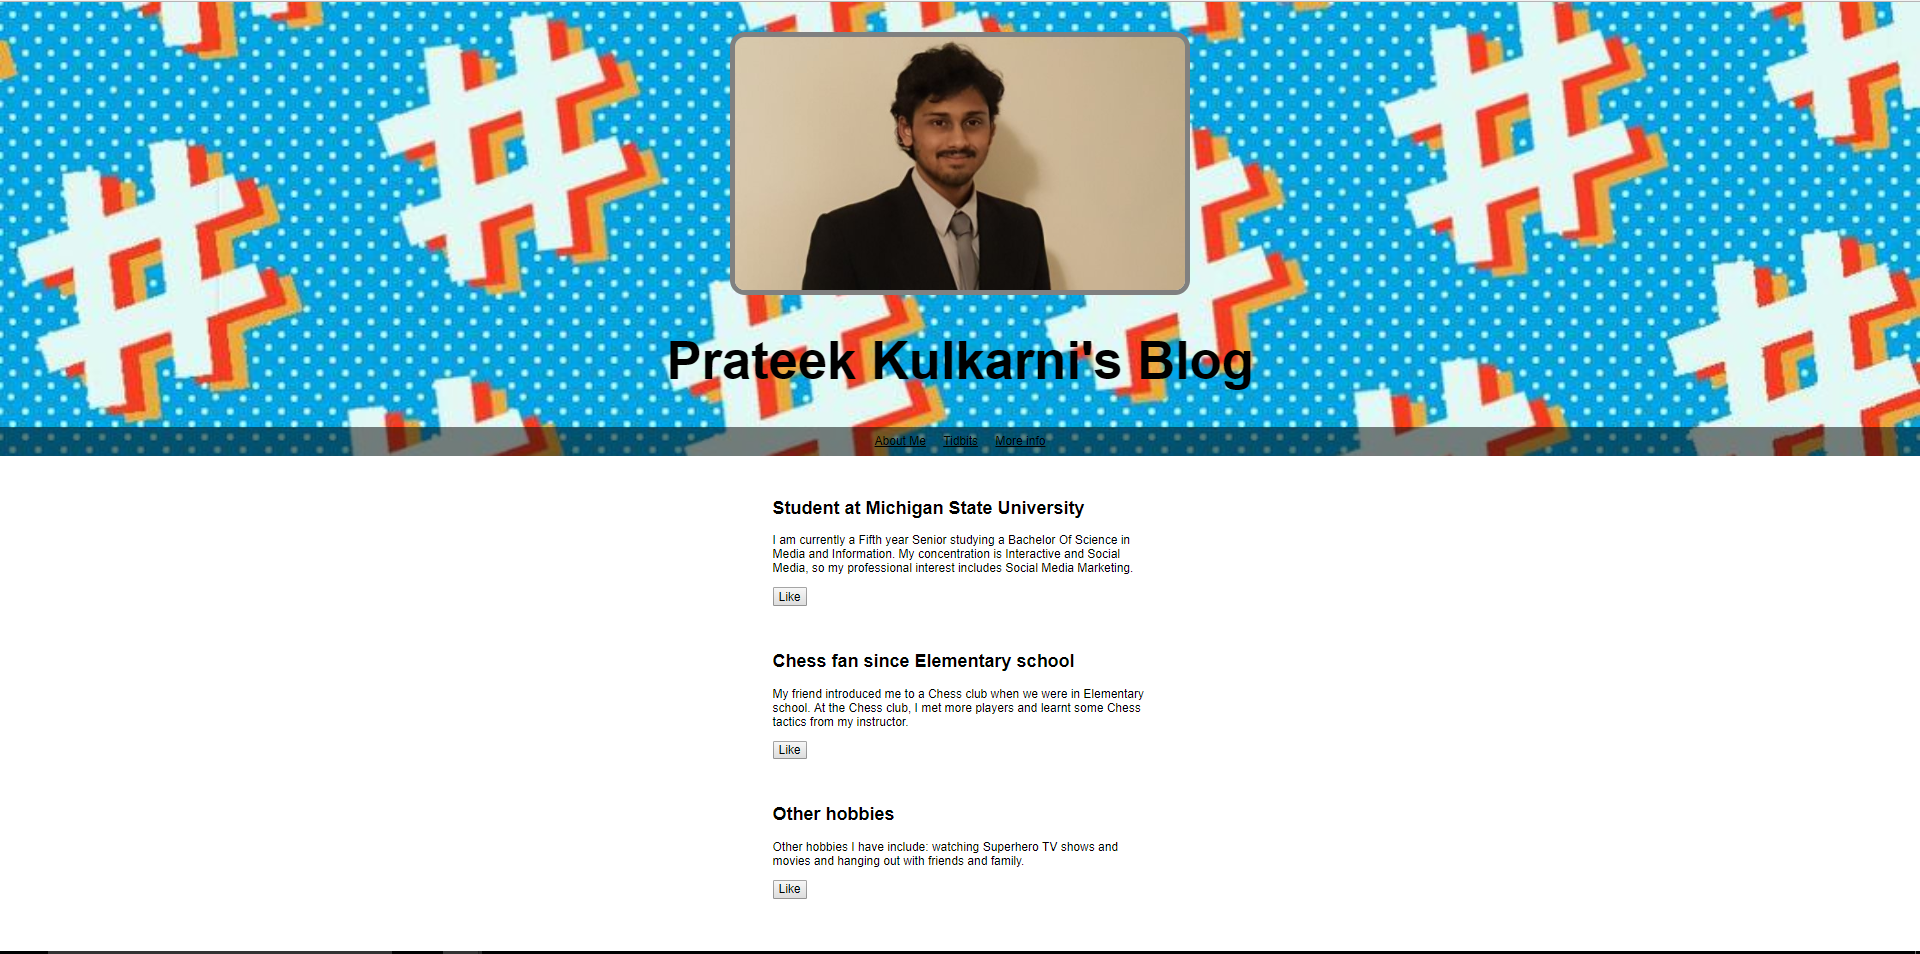 Prateek Kulkarni's Blog
About Me Tidbits More Info
Student at Michigan State University
I am currently a Fifth year Senior studying a Bachelor Of Science in
Media and Information. My concentration is Interactive and Social
Media, so my professional interest includes Social Media Marketing.
Like
Chess fan since Elementary school
My friend introduced me to a Chess club when we were in Elementary
school. At the Chess club, I met more players and learnt some Chess
tactics from my instructor.
Like
Other hobbies
Other hobbies I have include: watching Superhero TV shows and
movies and hanging out with friends and family.
Like